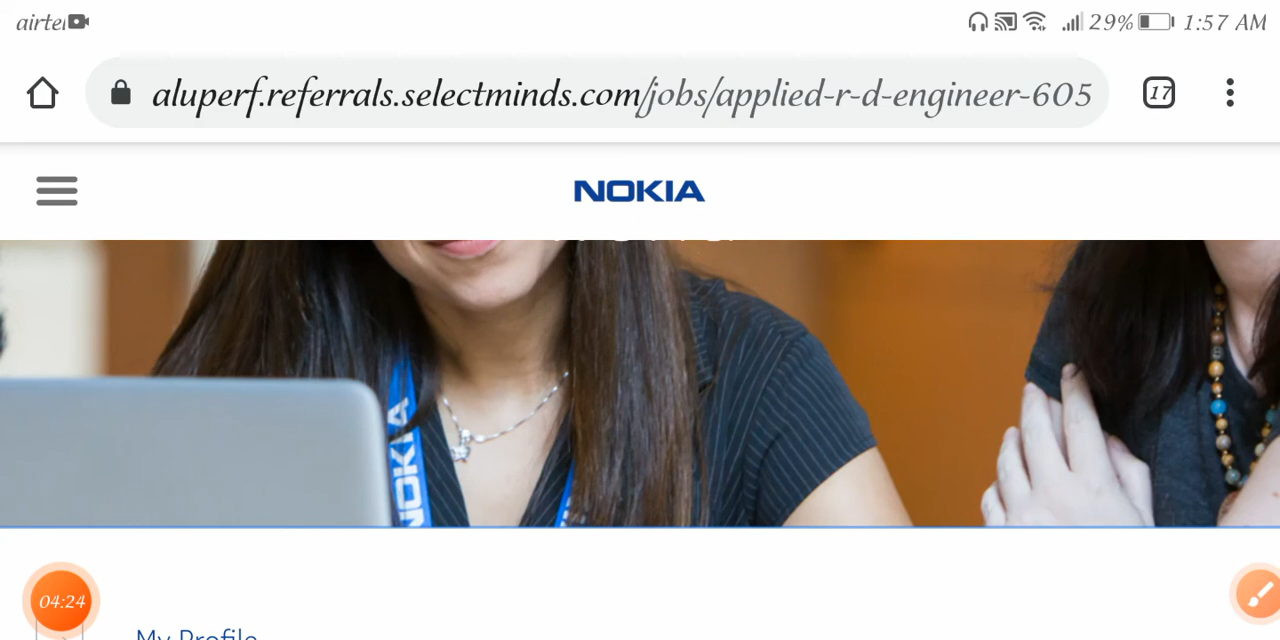 airtel 29% 1:57 AM
aluperf.referrals.selectminds.com/jobs/applied-r-d-engineer-605 17
NOKIA
NOKIA
04:24
My Profile